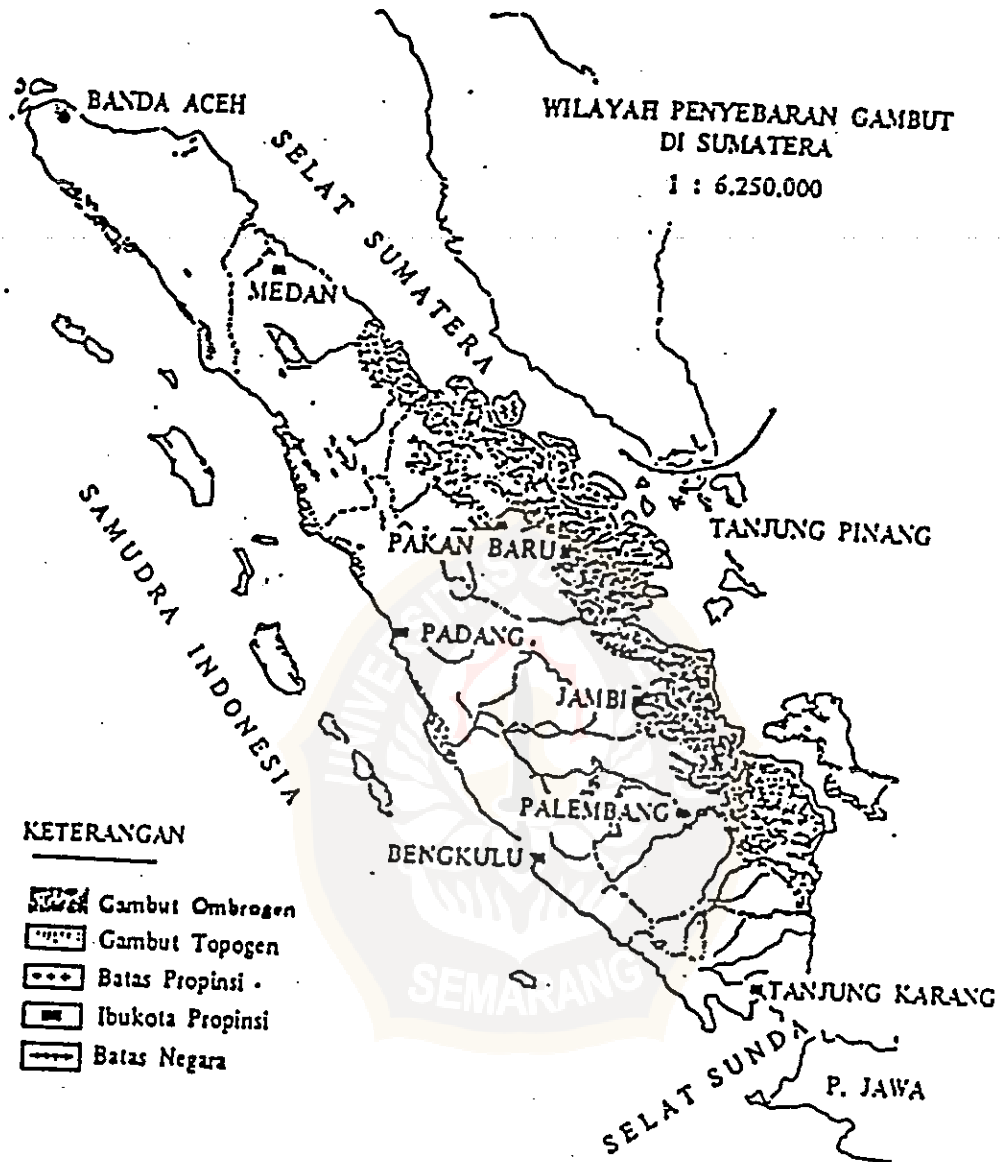 WILAYAH PENYEBARAN GAMBUT
DI SUMATERA
1 : 6.250.000
BANDA ACEH
SELAT SUMATERA
MEDAN
TANJUNG PINANG
PAKAN BARU
SAMUDRA INDONESIA
PADANG
JAMBI
PALEMBANG
BENGKULU
TANJUNG KARANG
SELAT SUNDA
P. JAWA
KETERANGAN
Gambut Ombrogen
Gambut Topogen
Batas Propinsi
Ibukota Propinsi
Batas Negara
SEMARANG